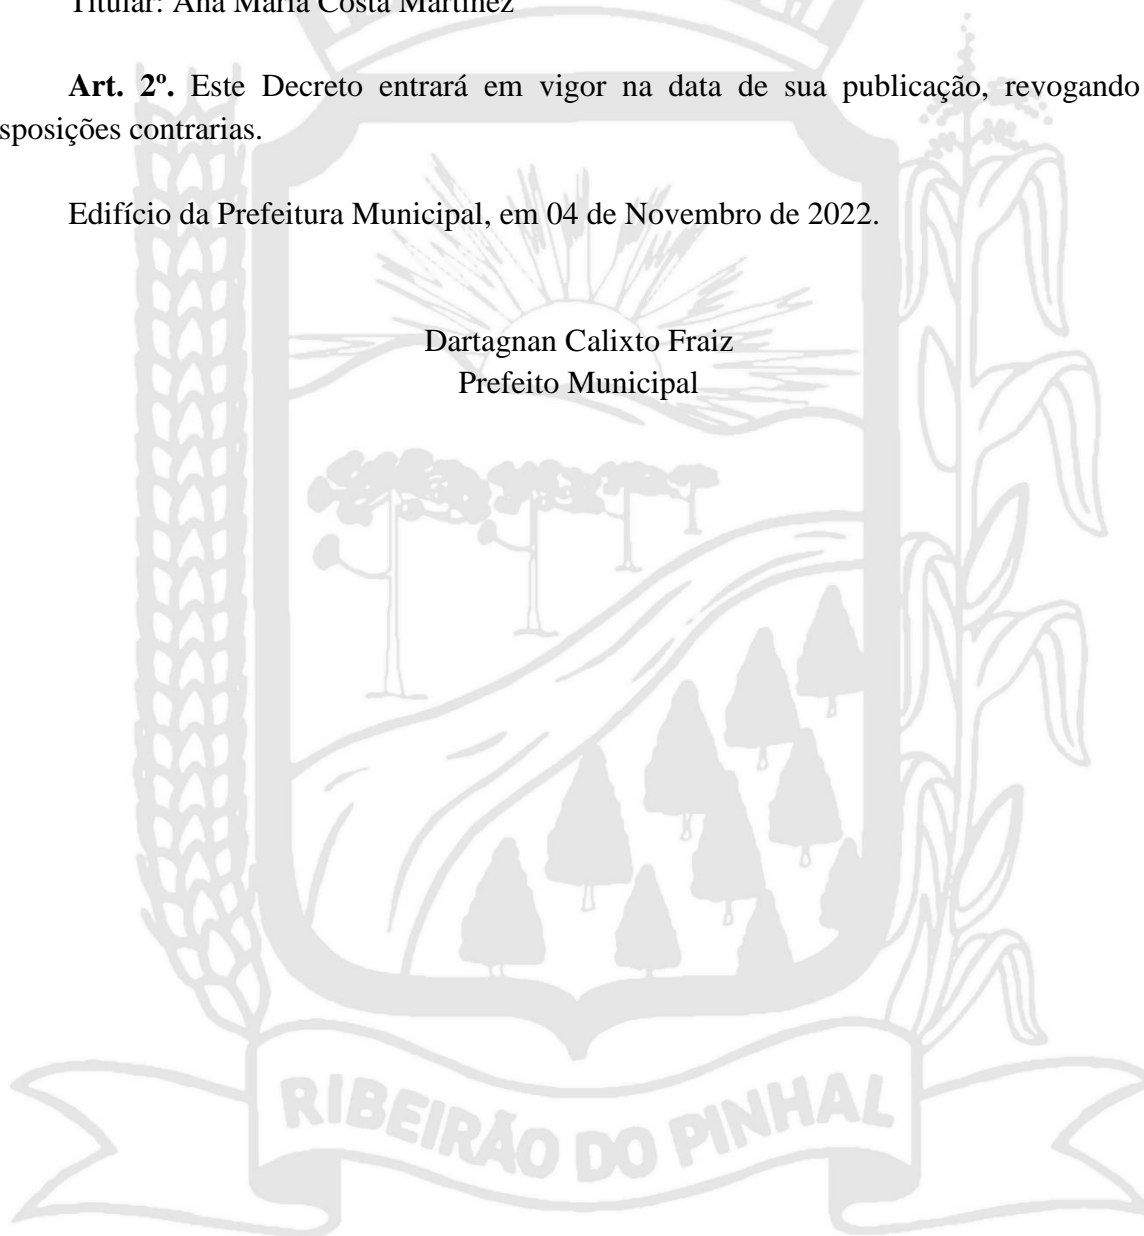 Titular: Ana Maria Costa Martinez
Art. 2º. Este Decreto entrará em vigor na data de sua publicação, revogando
sposições contrarias.
Edifício da Prefeitura Municipal, em 04 de Novembro de 2022.
Dartagnan Calixto Fraiz
Prefeito Municipal
RIBEIRÃO DO PINHAL